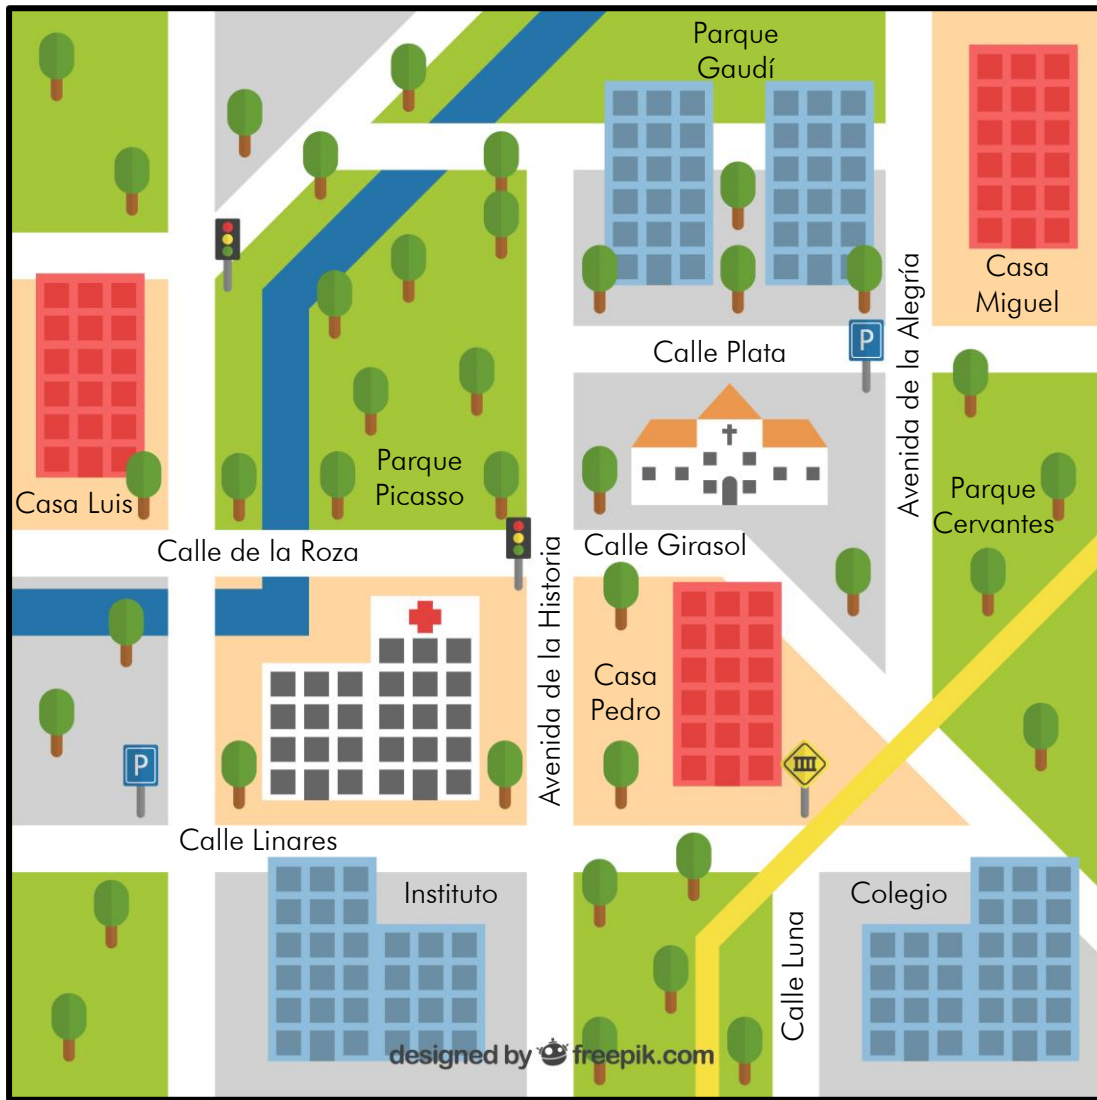 Parque
Gaudí
Casa
Miguel
Avenida de la Alegría
Calle Plata
P
Parque
Picasso
Casa Luis
Parque
Cervantes
Calle de la Roza
Calle Girasol
Avenida de la Historia
Casa
Pedro
P
Calle Linares
Instituto
Colegio
Calle Luna
designed by freepik.com